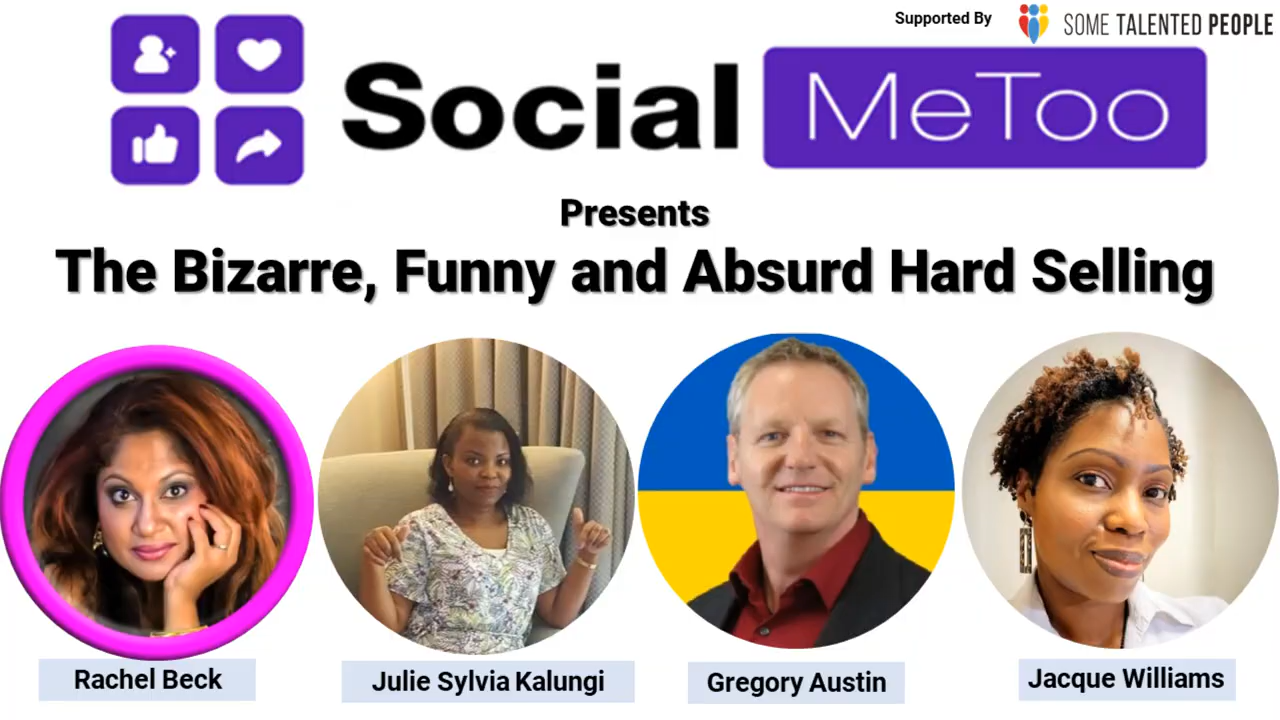 Supported By
SOME TALENTED PEOPLE
Social MeToo
Presents
The Bizarre, Funny and Absurd Hard Selling
Rachel Beck
Julie Sylvia Kalungi
Gregory Austin
Jacque Williams